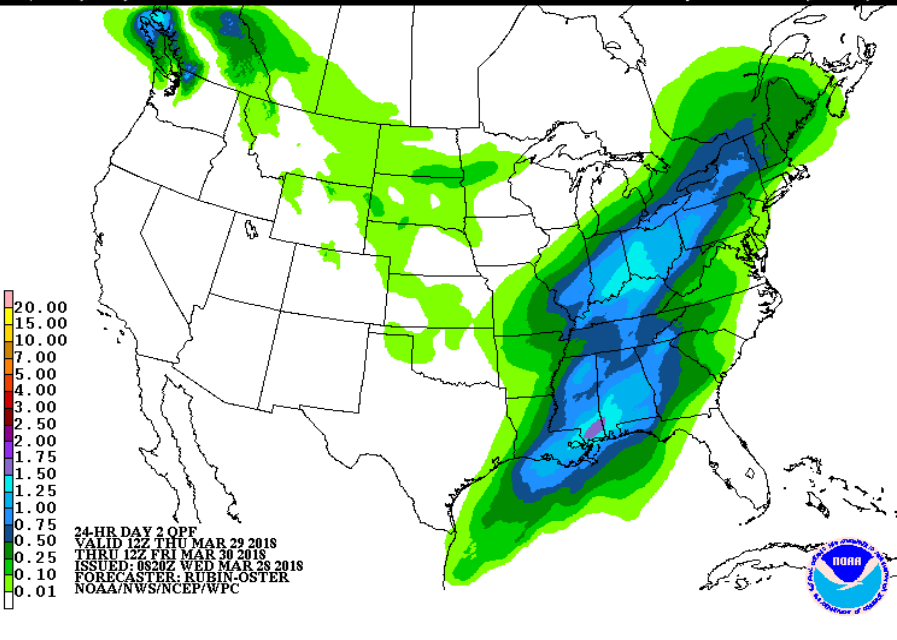 20.00
15.00
10.00
7.00
5.00
4.00
3.00
2.50
2.00
1.75
1.50
1.25
1.00
0.75
0.50
0.25
0.10
0.01
24-HR DAY 2 QPF
VALID 12Z THU MAR 29 2018
THRU 12Z FRI MAR 30 2018
ISSUED: 0820Z WED MAR 28 2018
FORECASTER: RUBIN-OSTER
NOAA/NWS/NCEP/WPC
NOAA